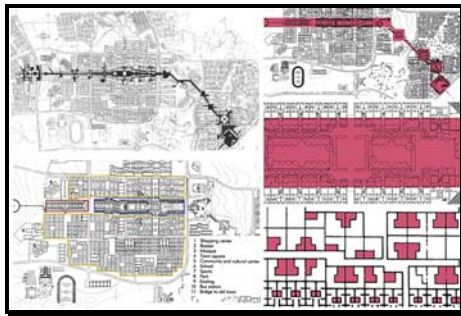 1 Shopping center
2 Bazaar
3 Mosque
4 Town square
5 Community and cultural center
6 School
7 Sports
8 Park
9 Existing
10 Bus station
11 Bridge to old town